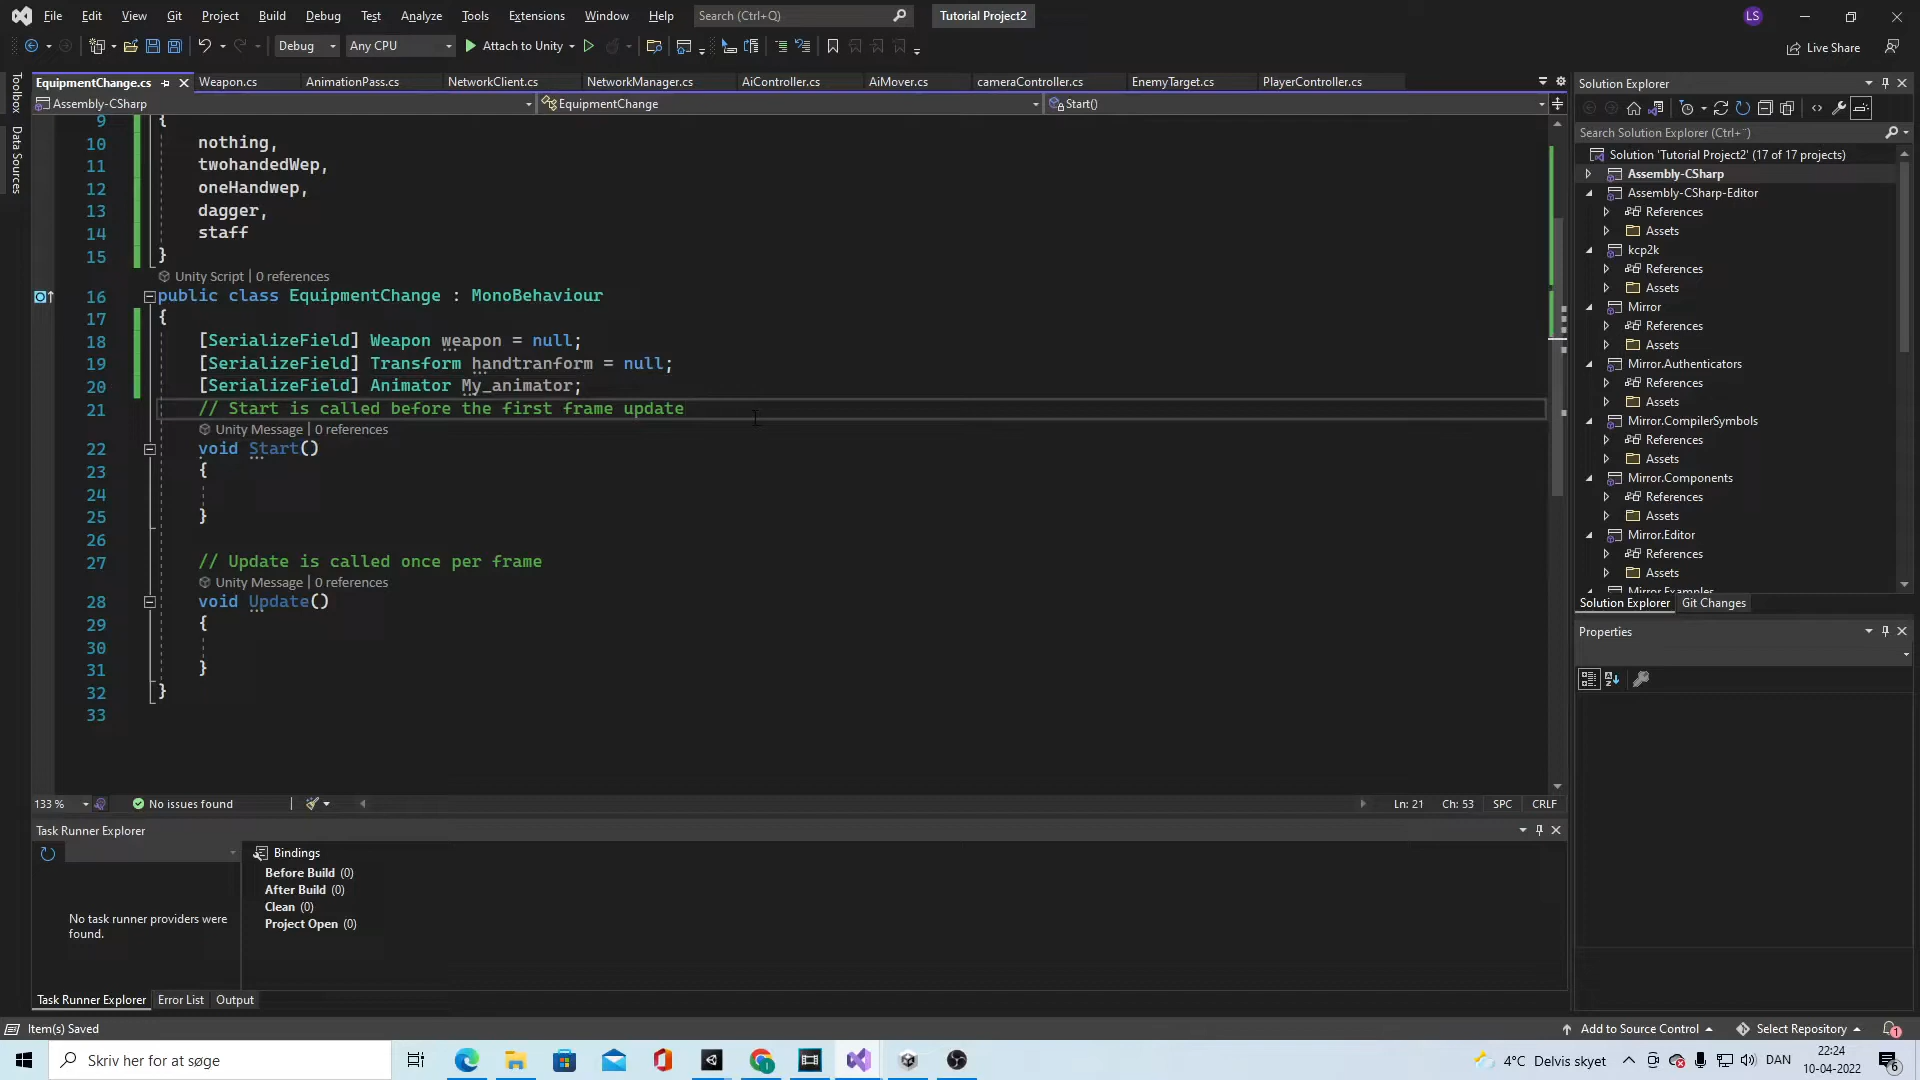 File Edit View Git Project Build Debug Test Analyze Tools Extensions Window Help Search (Ctrl+Q) Tutorial Project2 LS
Debug Any CPU Attach to Unity Live Share
EquipmentChange.cs Weapon.cs AnimationPass.cs NetworkClient.cs NetworkManager.cs AiController.cs AiMover.cs cameraController.cs EnemyTarget.cs PlayerController.cs
Assembly-CSharp EquipmentChange Start()
Toolbox
Data Sources
9 {
10 nothing,
11 twohandedWep,
12 oneHandwep,
13 dagger,
14 staff
15 }
Unity Script | 0 references
16 public class EquipmentChange : MonoBehaviour
17 {
18 [SerializeField] Weapon weapon = null;
19 [SerializeField] Transform handtranform = null;
20 [SerializeField] Animator My_animator;
21 // Start is called before the first frame update
Unity Message | 0 references
22 void Start()
23 {
24
25 }
26
27 // Update is called once per frame
Unity Message | 0 references
28 void Update()
29 {
30
31 }
32 }
33
133 % No issues found Ln: 21 Ch: 53 SPC CRLF
Solution Explorer
Search Solution Explorer (Ctrl+¨)
Solution 'Tutorial Project2' (17 of 17 projects)
Assembly-CSharp
Assembly-CSharp-Editor
References
Assets
kcp2k
References
Assets
Mirror
References
Assets
Mirror.Authenticators
References
Assets
Mirror.CompilerSymbols
References
Assets
Mirror.Components
References
Assets
Mirror.Editor
References
Assets
Mirror.Examples
Solution Explorer Git Changes
Properties
Task Runner Explorer
Bindings
Before Build (0)
After Build (0)
Clean (0)
Project Open (0)
No task runner providers were
found.
Task Runner Explorer Error List Output
Item(s) Saved Add to Source Control Select Repository 1
Skriv her for at søge 4°C Delvis skyet DAN 22:24
10-04-2022 6